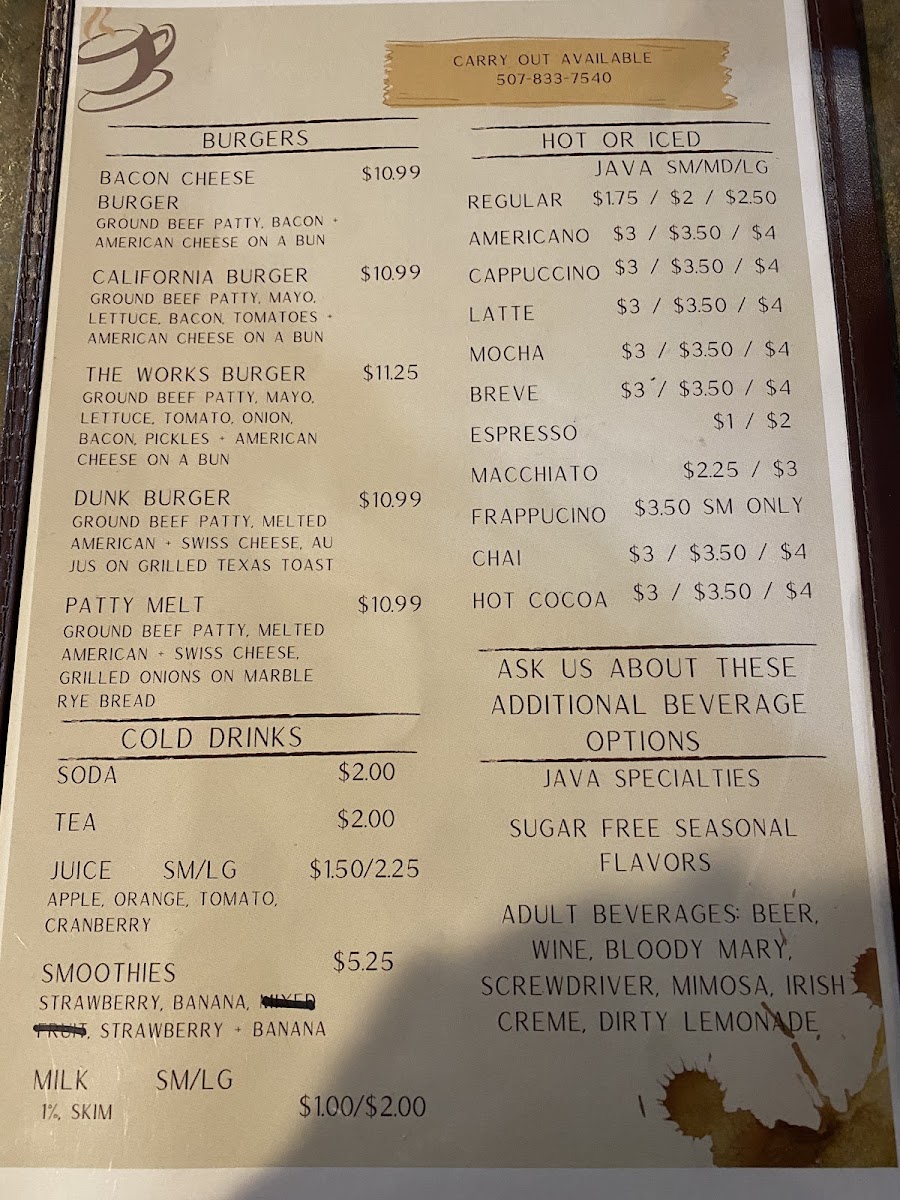 CARRY OUT AVAILABLE
507-833-7540
BURGERS
BACON CHEESE $10.99
BURGER
GROUND BEEF PATTY, BACON +
AMERICAN CHEESE ON A BUN
CALIFORNIA BURGER $10.99
GROUND BEEF PATTY, MAYO,
LETTUCE, BACON, TOMATOES +
AMERICAN CHEESE ON A BUN
THE WORKS BURGER $11.25
GROUND BEEF PATTY, MAYO,
LETTUCE, TOMATO, ONION,
BACON, PICKLES + AMERICAN
CHEESE ON A BUN
DUNK BURGER $10.99
GROUND BEEF PATTY, MELTED
AMERICAN + SWISS CHEESE, AU
JUS ON GRILLED TEXAS TOAST
PATTY MELT $10.99
GROUND BEEF PATTY, MELTED
AMERICAN + SWISS CHEESE,
GRILLED ONIONS ON MARBLE
RYE BREAD
COLD DRINKS
SODA $2.00
TEA $2.00
JUICE SM/LG $1.50/2.25
APPLE, ORANGE, TOMATO,
CRANBERRY
SMOOTHIES $5.25
STRAWBERRY, BANANA, MIXED
FRUIT, STRAWBERRY + BANANA
MILK SM/LG
1%, SKIM $1.00/$2.00
HOT OR ICED
JAVA SM/MD/LG
REGULAR $1.75 / $2 / $2.50
AMERICANO $3 / $3.50 / $4
CAPPUCCINO $3 / $3.50 / $4
LATTE $3 / $3.50 / $4
MOCHA $3 / $3.50 / $4
BREVE $3 / $3.50 / $4
ESPRESSO $1 / $2
MACCHIATO $2.25 / $3
FRAPPUCINO $3.50 SM ONLY
CHAI $3 / $3.50 / $4
HOT COCOA $3 / $3.50 / $4
ASK US ABOUT THESE
ADDITIONAL BEVERAGE
OPTIONS
JAVA SPECIALTIES
SUGAR FREE SEASONAL
FLAVORS
ADULT BEVERAGES: BEER,
WINE, BLOODY MARY,
SCREWDRIVER, MIMOSA, IRISH
CREME, DIRTY LEMONADE